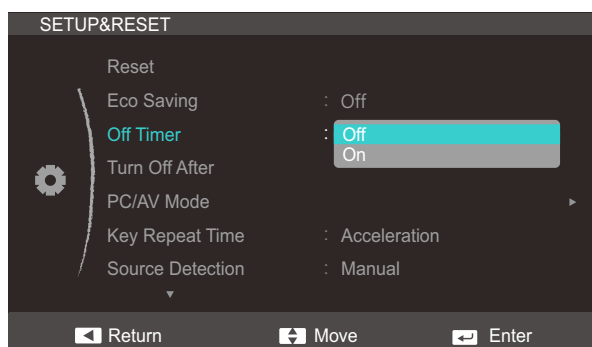 SETUP&RESET
Reset
Eco Saving : Off
Off Timer : Off
On
Turn Off After
PC/AV Mode
Key Repeat Time : Acceleration
Source Detection : Manual
Return Move Enter